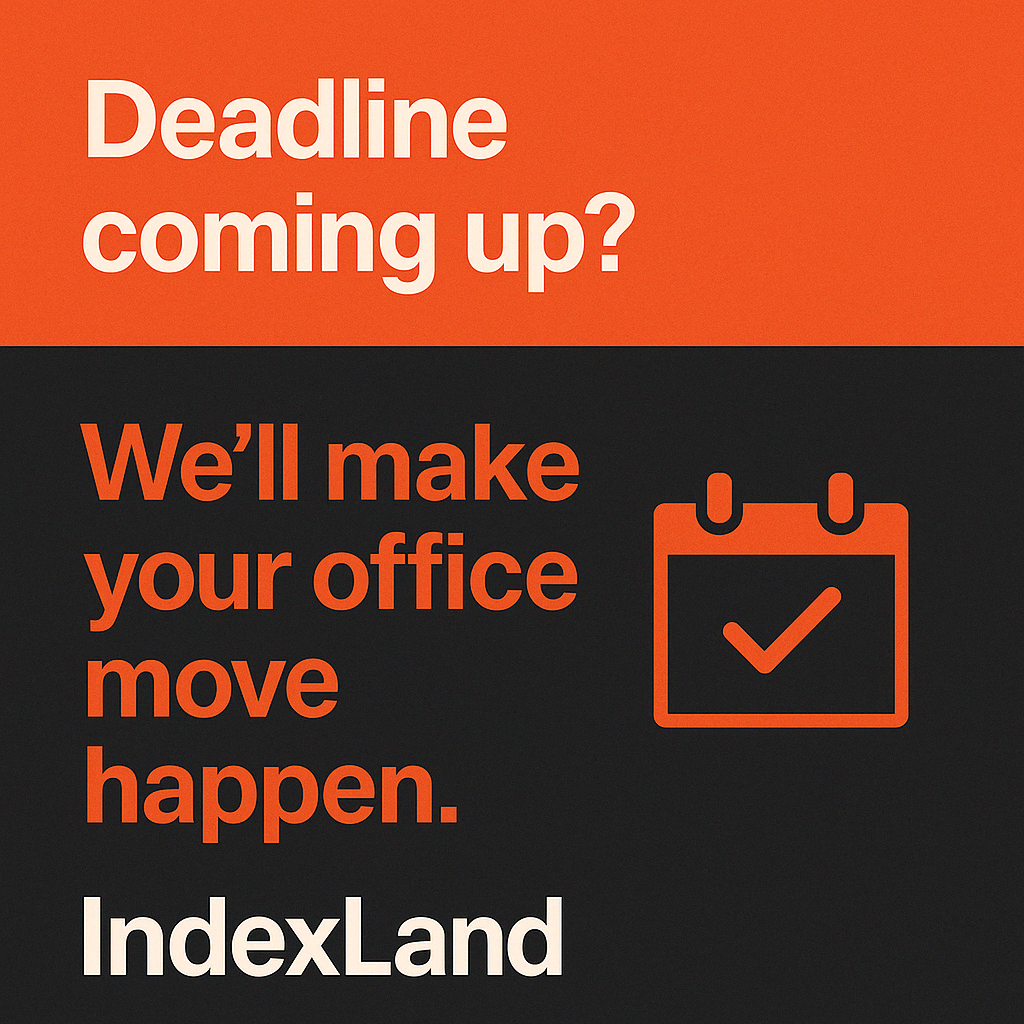 Deadline
coming up?
We’ll make
your office
move
happen.
IndexLand